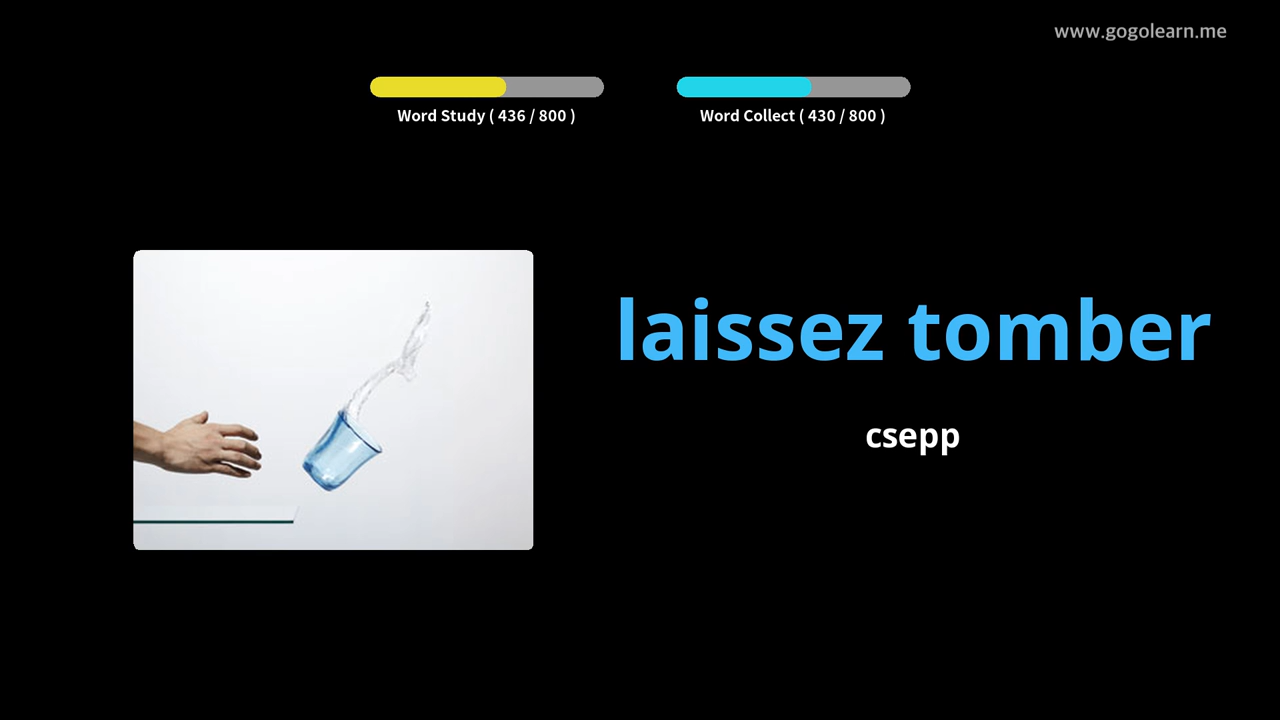 www.gogolearn.me
Word Study ( 436 / 800 )
Word Collect ( 430 / 800 )
laissez tomber
csepp